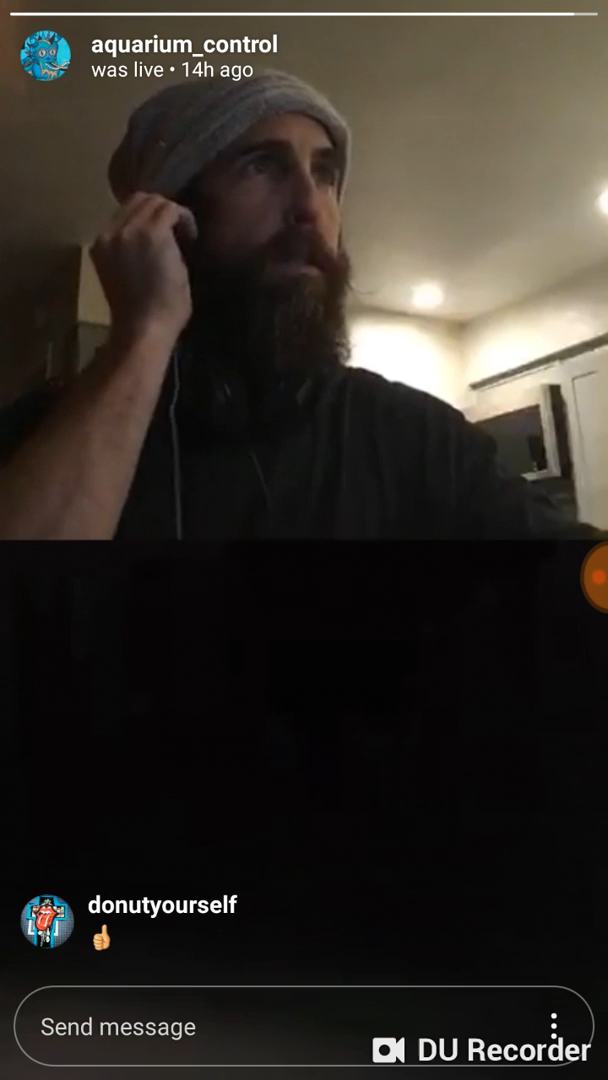 aquarium_control
was live • 14h ago
donutyourself
👍
Send message
DU Recorder